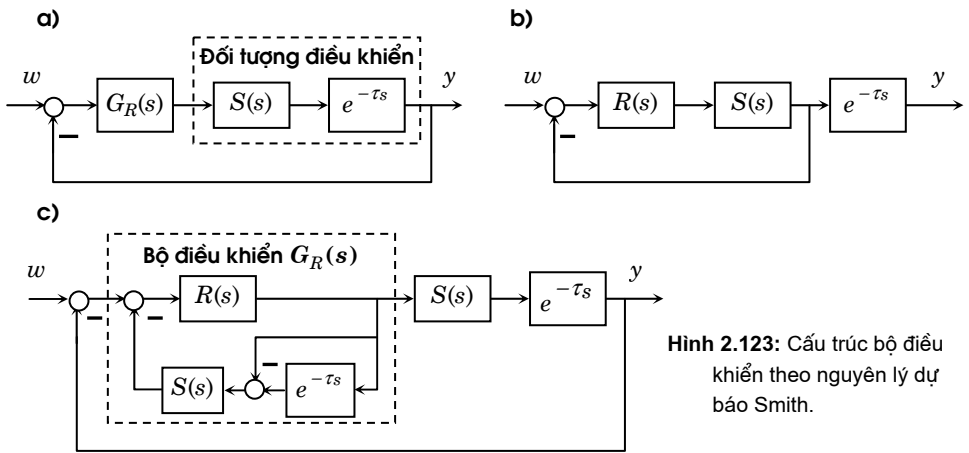 a)
b)
Đối tượng điều khiển
w
G_R(s)
S(s)
e^{-τs}
y
−
w
R(s)
S(s)
e^{-τs}
y
−
c)
Bộ điều khiển G_R(s)
w
R(s)
S(s)
e^{-τs}
y
−
−
−
S(s)
e^{-τs}
Hình 2.123: Cấu trúc bộ điều
khiển theo nguyên lý dự
báo Smith.